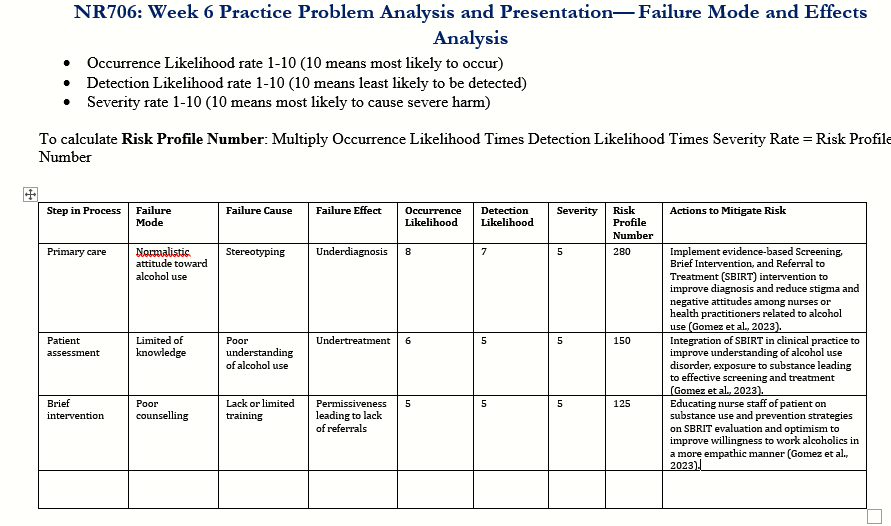 NR706: Week 6 Practice Problem Analysis and Presentation— Failure Mode and Effects
Analysis
• Occurrence Likelihood rate 1-10 (10 means most likely to occur)
• Detection Likelihood rate 1-10 (10 means least likely to be detected)
• Severity rate 1-10 (10 means most likely to cause severe harm)
To calculate Risk Profile Number: Multiply Occurrence Likelihood Times Detection Likelihood Times Severity Rate = Risk Profile
Number
Step in Process
Failure
Mode
Failure Cause
Failure Effect
Occurrence
Likelihood
Detection
Likelihood
Severity
Risk
Profile
Number
Actions to Mitigate Risk
Primary care
Normalistic
attitude toward
alcohol use
Stereotyping
Underdiagnosis
8
7
5
280
Implement evidence-based Screening,
Brief Intervention, and Referral to
Treatment (SBIRT) intervention to
improve diagnosis and reduce stigma and
negative attitudes among nurses or
health practitioners related to alcohol
use (Gomez et al., 2023).
Patient
assessment
Limited of
knowledge
Poor
understanding
of alcohol use
Undertreatment
6
5
5
150
Integration of SBIRT in clinical practice to
improve understanding of alcohol use
disorder, exposure to substance leading
to effective screening and treatment
(Gomez et al., 2023).
Brief
intervention
Poor
counselling
Lack or limited
training
Permissiveness
leading to lack
of referrals
5
5
5
125
Educating nurse staff of patient on
substance use and prevention strategies
on SBRIT evaluation and optimism to
improve willingness to work alcoholics in
a more empathic manner (Gomez et al.,
2023).